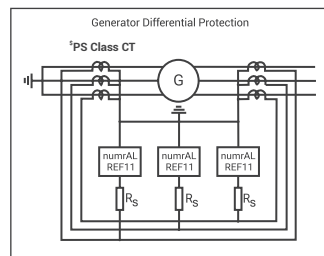 Generator Differential Protection
$PS Class CT
G
numrAL numrAL numrAL
REF11 REF11 REF11
RS RS RS